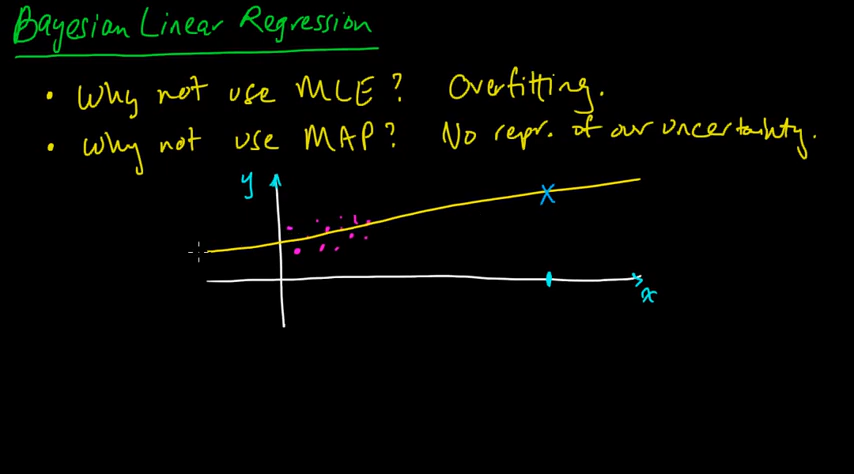 Bayesian Linear Regression
• Why not use MLE? Overfitting.
• Why not use MAP? No repr. of our uncertainty.
y
x